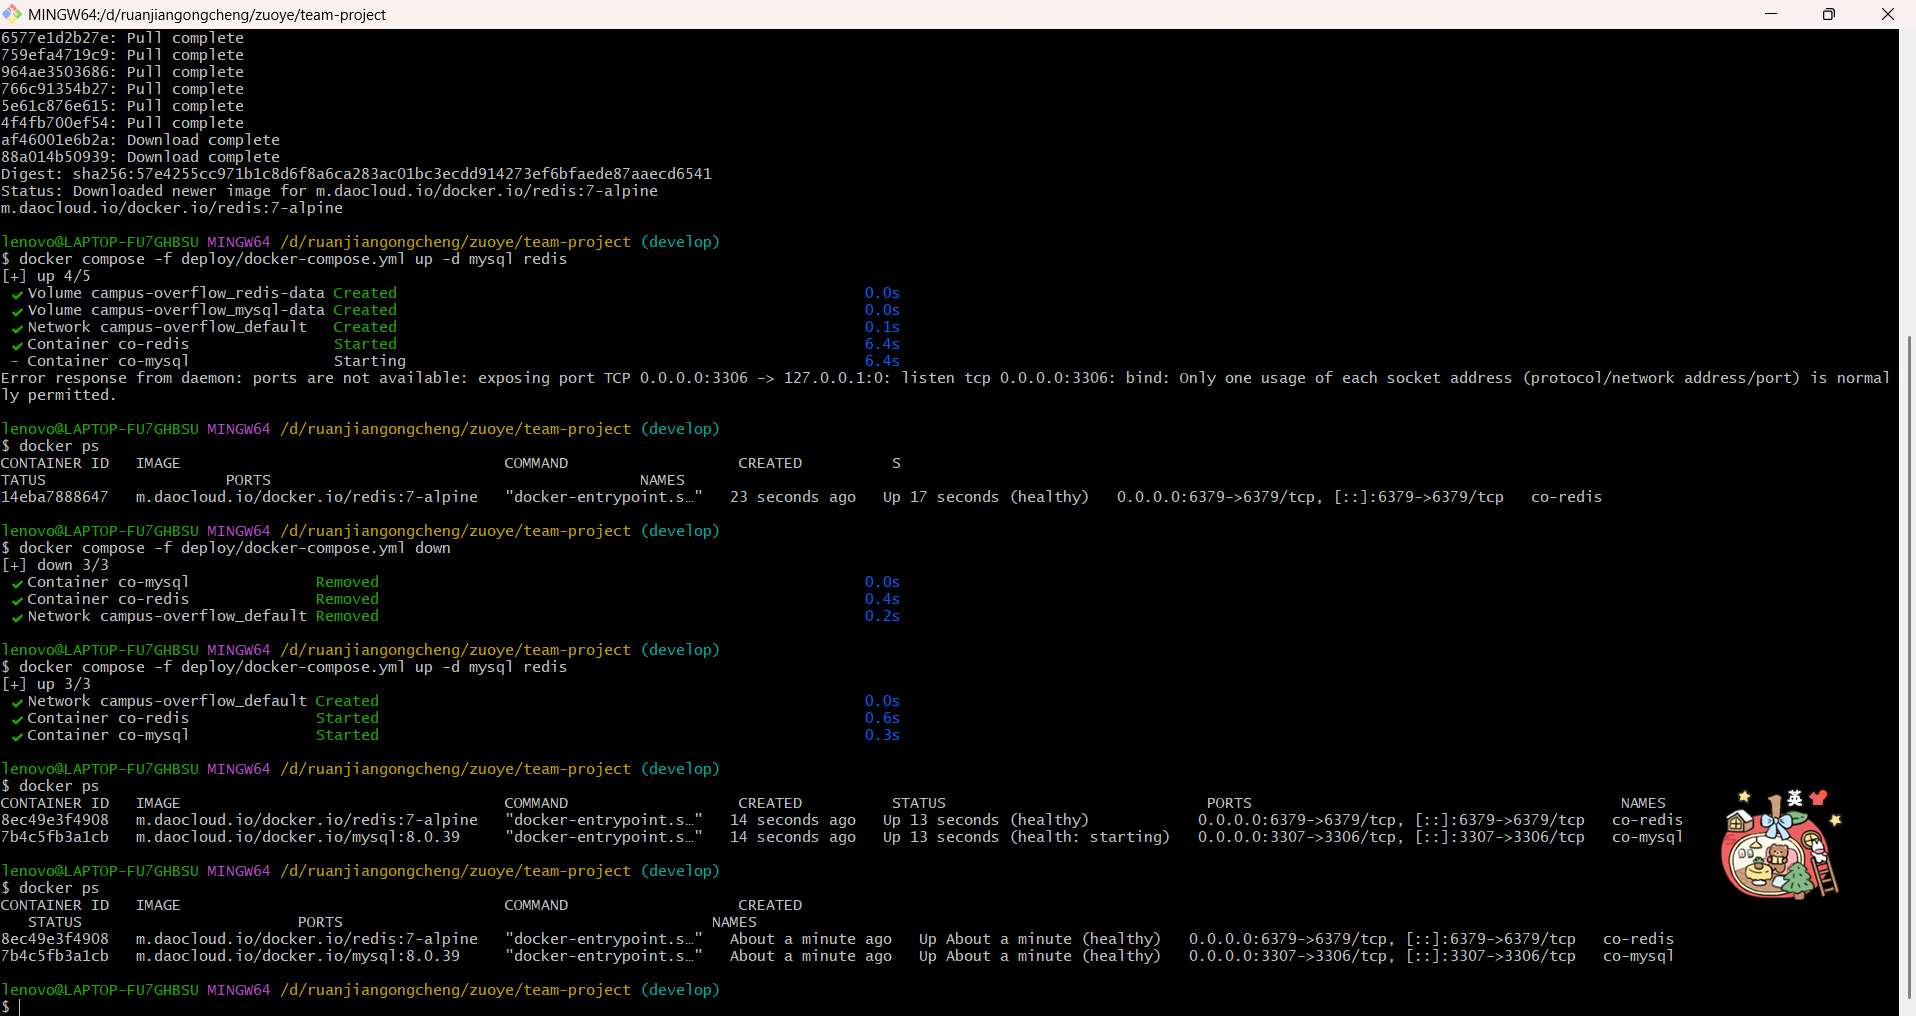 MINGW64:/d/ruanjiangongcheng/zuoye/team-project
6577e1d2b27e: Pull complete
759efa4719c9: Pull complete
964ae3503686: Pull complete
766c91354b27: Pull complete
5e61c876e615: Pull complete
4f4fb700ef54: Pull complete
af46001e6b2a: Download complete
88a014b50939: Download complete
Digest: sha256:57e4255cc971b1c8d6f8a6ca283ac01bc3ecdd914273ef6bfaede87aaecd6541
Status: Downloaded newer image for m.daocloud.io/docker.io/redis:7-alpine
m.daocloud.io/docker.io/redis:7-alpine
lenovo@LAPTOP-FU7GHBSU MINGW64 /d/ruanjiangongcheng/zuoye/team-project (develop)
$ docker compose -f deploy/docker-compose.yml up -d mysql redis
[+] up 4/5
✔ Volume campus-overflow_redis-data Created 0.0s
✔ Volume campus-overflow_mysql-data Created 0.0s
✔ Network campus-overflow_default Created 0.1s
✔ Container co-redis Started 6.4s
- Container co-mysql Starting 6.4s
Error response from daemon: ports are not available: exposing port TCP 0.0.0.0:3306 -> 127.0.0.1:0: listen tcp 0.0.0.0:3306: bind: Only one usage of each socket address (protocol/network address/port) is normal
ly permitted.
lenovo@LAPTOP-FU7GHBSU MINGW64 /d/ruanjiangongcheng/zuoye/team-project (develop)
$ docker ps
CONTAINER ID IMAGE COMMAND CREATED S
TATUS PORTS NAMES
14eba7888647 m.daocloud.io/docker.io/redis:7-alpine "docker-entrypoint.s…" 23 seconds ago Up 17 seconds (healthy) 0.0.0.0:6379->6379/tcp, [::]:6379->6379/tcp co-redis
lenovo@LAPTOP-FU7GHBSU MINGW64 /d/ruanjiangongcheng/zuoye/team-project (develop)
$ docker compose -f deploy/docker-compose.yml down
[+] down 3/3
✔ Container co-mysql Removed 0.0s
✔ Container co-redis Removed 0.4s
✔ Network campus-overflow_default Removed 0.2s
lenovo@LAPTOP-FU7GHBSU MINGW64 /d/ruanjiangongcheng/zuoye/team-project (develop)
$ docker compose -f deploy/docker-compose.yml up -d mysql redis
[+] up 3/3
✔ Network campus-overflow_default Created 0.0s
✔ Container co-redis Started 0.6s
✔ Container co-mysql Started 0.3s
lenovo@LAPTOP-FU7GHBSU MINGW64 /d/ruanjiangongcheng/zuoye/team-project (develop)
$ docker ps
CONTAINER ID IMAGE COMMAND CREATED STATUS PORTS NAMES
8ec49e3f4908 m.daocloud.io/docker.io/redis:7-alpine "docker-entrypoint.s…" 14 seconds ago Up 13 seconds (healthy) 0.0.0.0:6379->6379/tcp, [::]:6379->6379/tcp co-redis
7b4c5fb3a1cb m.daocloud.io/docker.io/mysql:8.0.39 "docker-entrypoint.s…" 14 seconds ago Up 13 seconds (health: starting) 0.0.0.0:3307->3306/tcp, [::]:3307->3306/tcp co-mysql
英
lenovo@LAPTOP-FU7GHBSU MINGW64 /d/ruanjiangongcheng/zuoye/team-project (develop)
$ docker ps
CONTAINER ID IMAGE COMMAND CREATED
STATUS PORTS NAMES
8ec49e3f4908 m.daocloud.io/docker.io/redis:7-alpine "docker-entrypoint.s…" About a minute ago Up About a minute (healthy) 0.0.0.0:6379->6379/tcp, [::]:6379->6379/tcp co-redis
7b4c5fb3a1cb m.daocloud.io/docker.io/mysql:8.0.39 "docker-entrypoint.s…" About a minute ago Up About a minute (healthy) 0.0.0.0:3307->3306/tcp, [::]:3307->3306/tcp co-mysql
lenovo@LAPTOP-FU7GHBSU MINGW64 /d/ruanjiangongcheng/zuoye/team-project (develop)
$